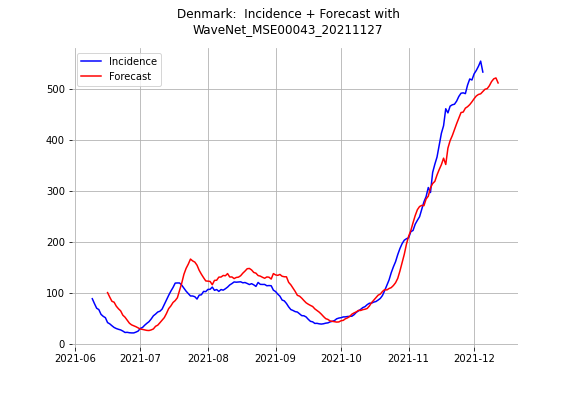 Denmark:  Incidence + Forecast with
WaveNet_MSE00043_20211127
Incidence
Forecast
500
400
300
200
100
0
2021-06 2021-07 2021-08 2021-09 2021-10 2021-11 2021-12